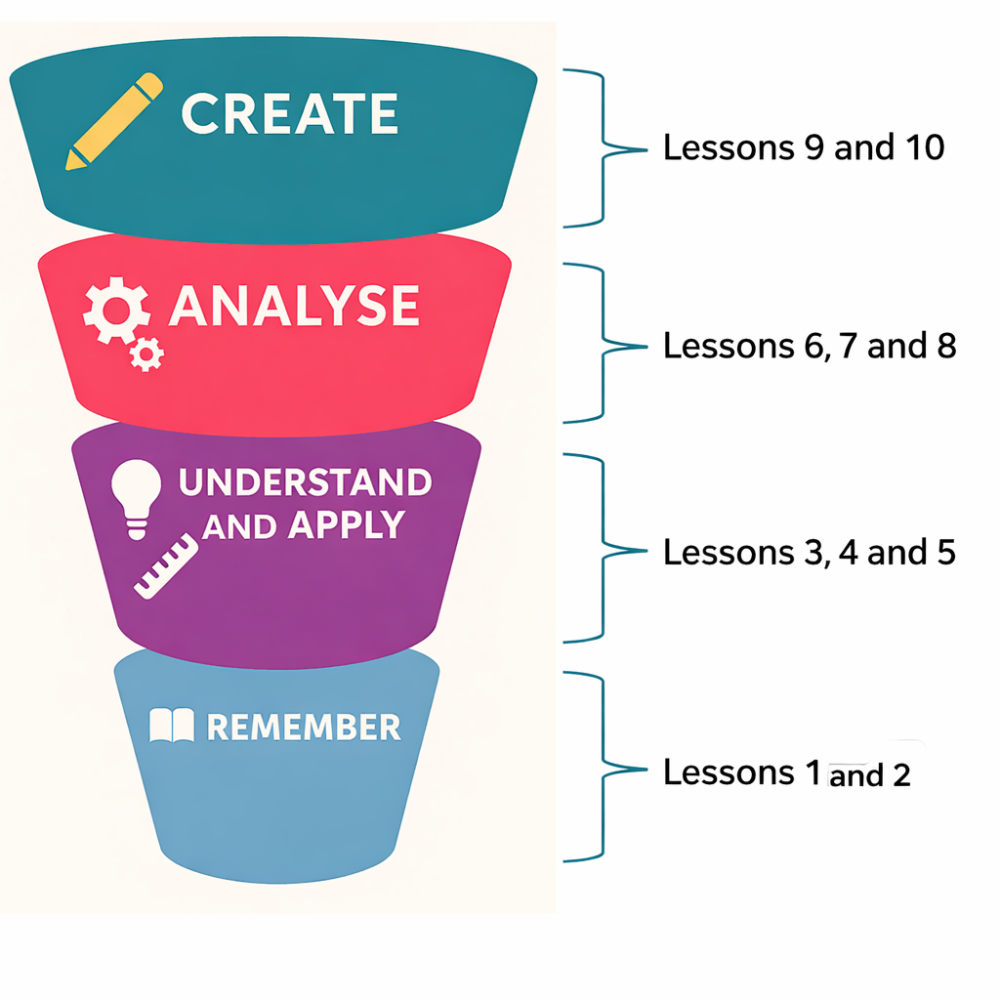 CREATE
Lessons 9 and 10
ANALYSE
Lessons 6, 7 and 8
UNDERSTAND
AND APPLY
Lessons 3, 4 and 5
REMEMBER
Lessons 1 and 2